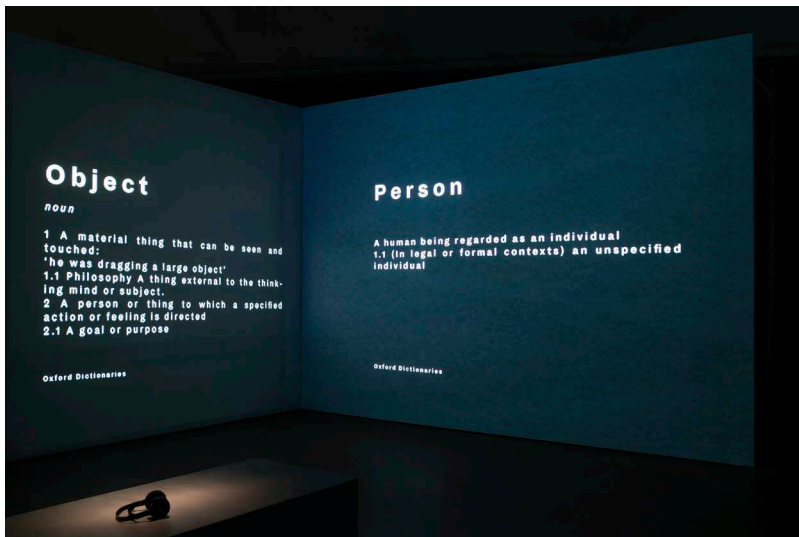 Object
noun
1 A material thing that can be seen and
touched:
'he was dragging a large object'
1.1 Philosophy A thing external to the think-
ing mind or subject.
2 A person or thing to which a specified
action or feeling is directed
2.1 A goal or purpose
Oxford Dictionaries
Person
A human being regarded as an individual
1.1 (in legal or formal contexts) an unspecified
individual
Oxford Dictionaries